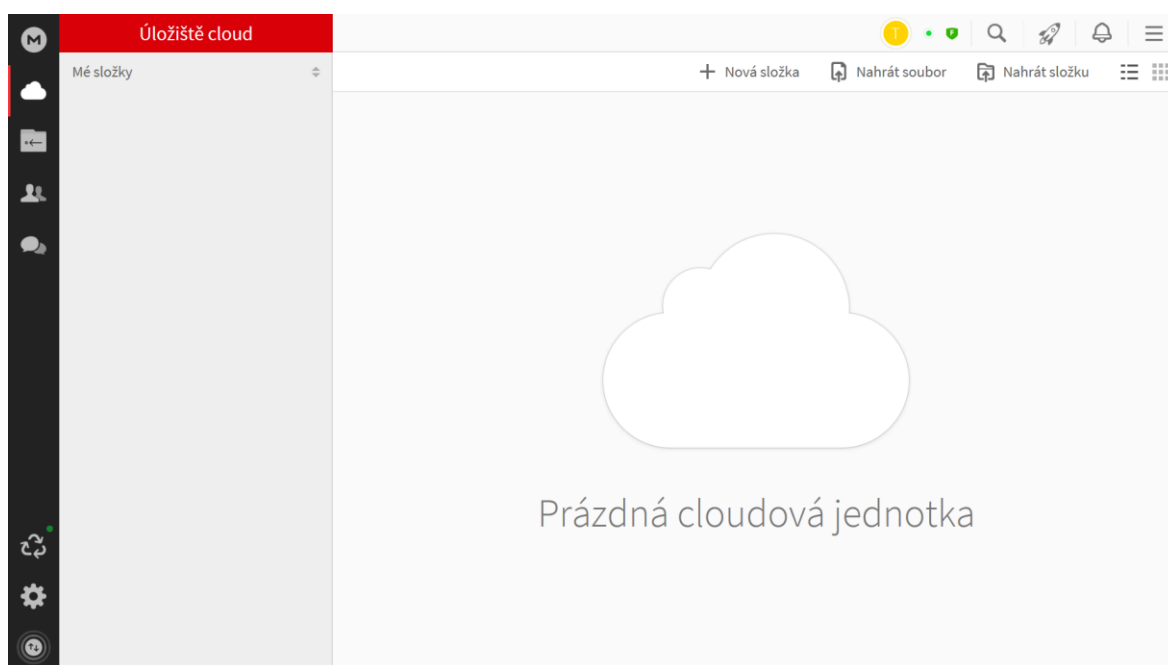 M
Úložiště cloud
T
Mé složky
Nová složka
Nahrát soubor
Nahrát složku
Prázdná cloudová jednotka